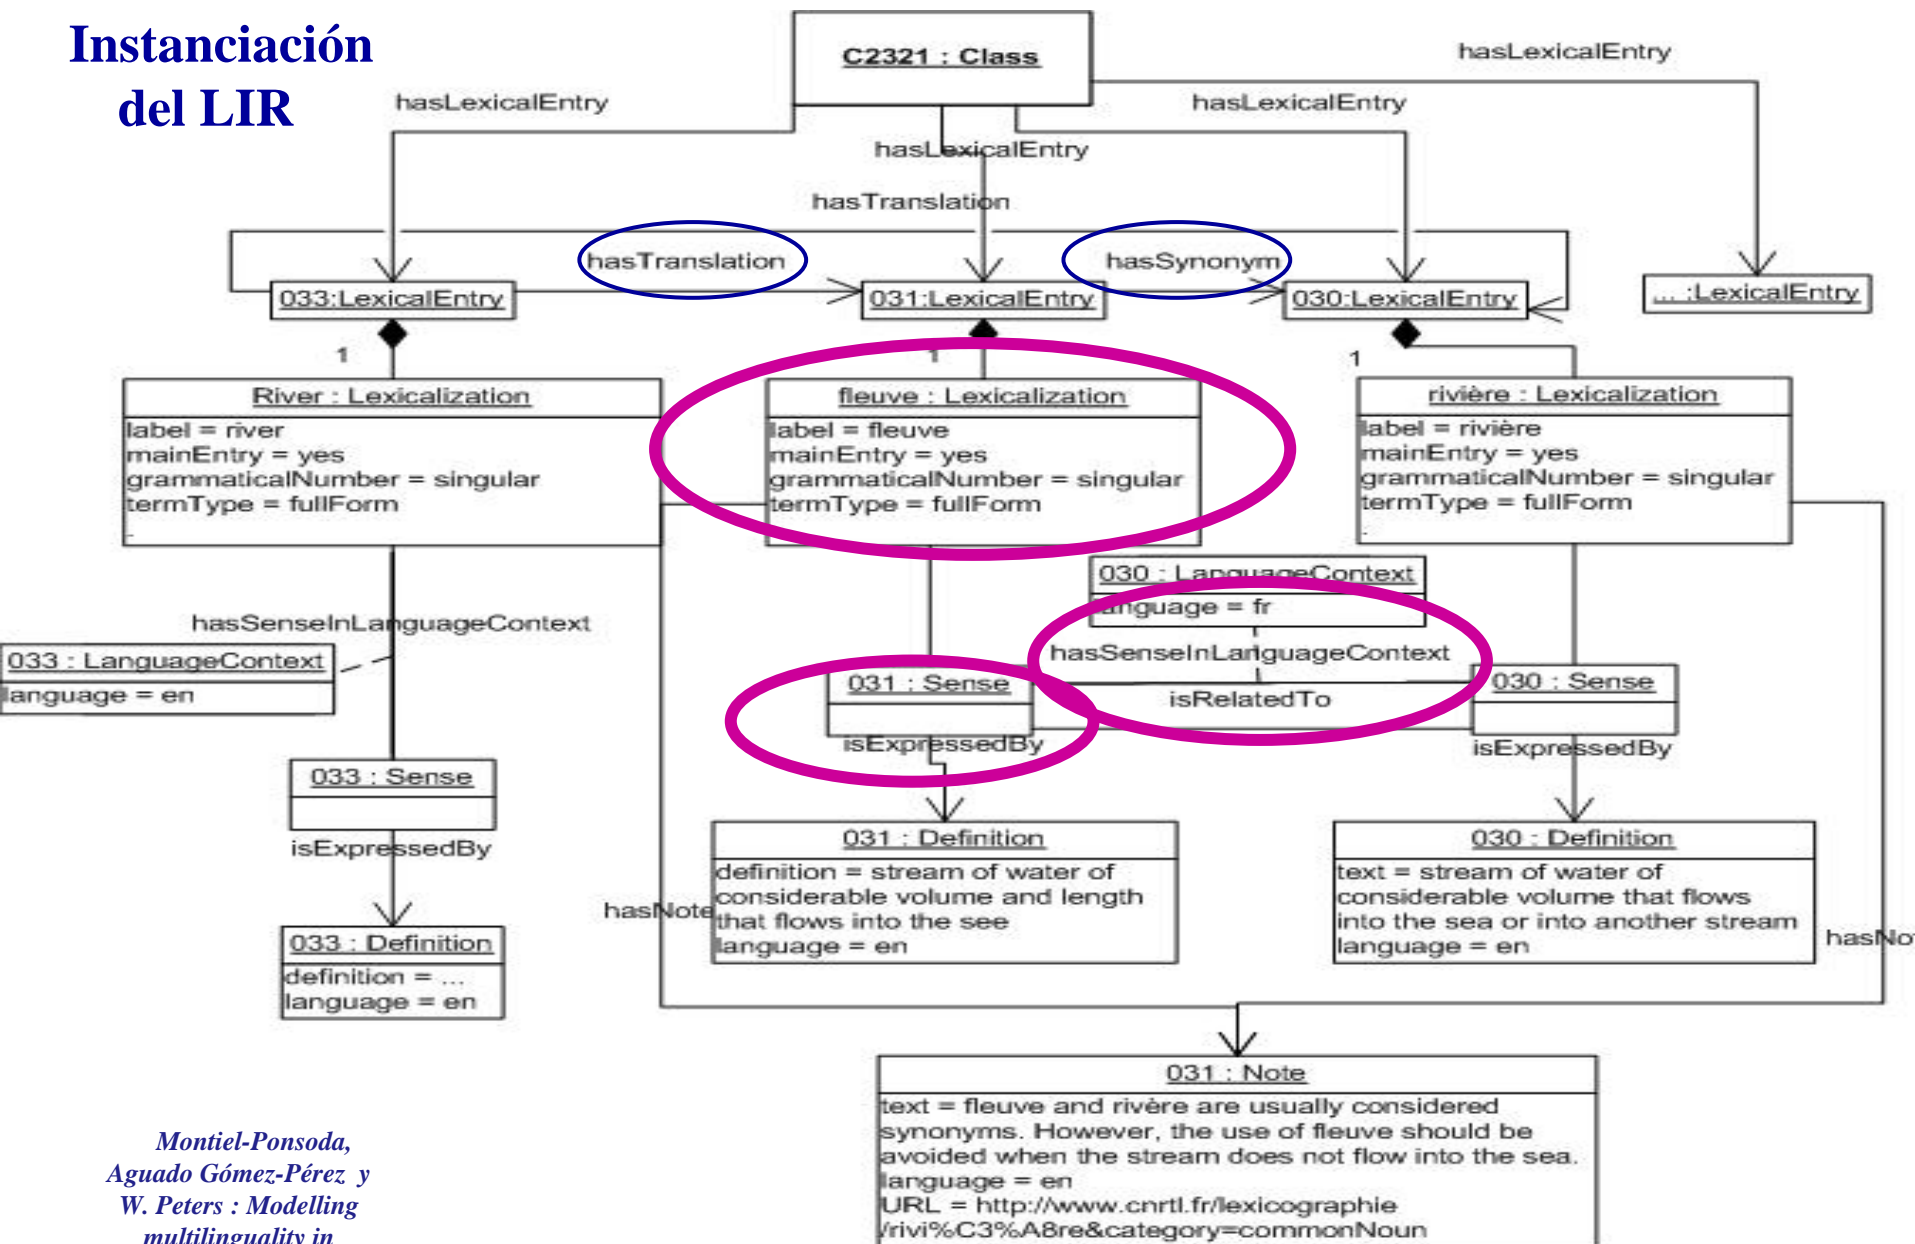 Instanciación
del LIR
C2321 : Class
hasLexicalEntry
hasLexicalEntry
hasLexicalEntry
hasLexicalEntry
hasTranslation
hasTranslation
hasSynonym
033:LexicalEntry
031:LexicalEntry
030:LexicalEntry
... :LexicalEntry
1
1
1
River : Lexicalization
label = river
mainEntry = yes
grammaticalNumber = singular
termType = fullForm
.
fleuve : Lexicalization
label = fleuve
mainEntry = yes
grammaticalNumber = singular
termType = fullForm
rivière : Lexicalization
label = rivière
mainEntry = yes
grammaticalNumber = singular
termType = fullForm
.
030 : LanguageContext
language = fr
hasSenseInLanguageContext
033 : LanguageContext
language = en
hasSenseInLanguageContext
isRelatedTo
031 : Sense
030 : Sense
isExpressedBy
isExpressedBy
033 : Sense
isExpressedBy
031 : Definition
definition = stream of water of
considerable volume and length
that flows into the see
language = en
030 : Definition
text = stream of water of
considerable volume that flows
into the sea or into another stream
language = en
hasNote
hasNo
033 : Definition
definition = ...
language = en
031 : Note
text = fleuve and rivère are usually considered
synonyms. However, the use of fleuve should be
avoided when the stream does not flow into the sea.
language = en
URL = http://www.cnrtl.fr/lexicographie
/rivi%C3%A8re&category=commonNoun
Montiel-Ponsoda,
Aguado Gómez-Pérez y
W. Peters : Modelling
multilinguality in